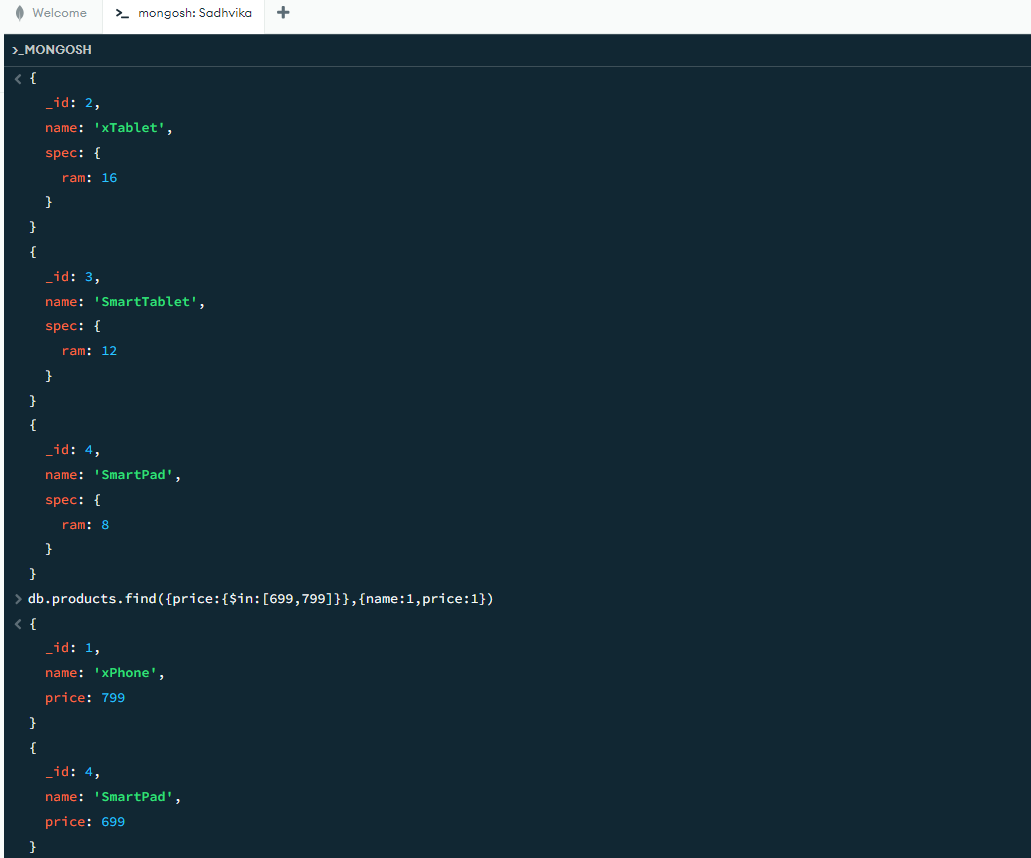 Welcome
>_ mongosh: Sadhvika
+
>_MONGOSH
< {
_id: 2,
name: 'xTablet',
spec: {
ram: 16
}
}
{
_id: 3,
name: 'SmartTablet',
spec: {
ram: 12
}
}
{
_id: 4,
name: 'SmartPad',
spec: {
ram: 8
}
}
> db.products.find({price:{$in:[699,799]}},{name:1,price:1})
< {
_id: 1,
name: 'xPhone',
price: 799
}
{
_id: 4,
name: 'SmartPad',
price: 699
}